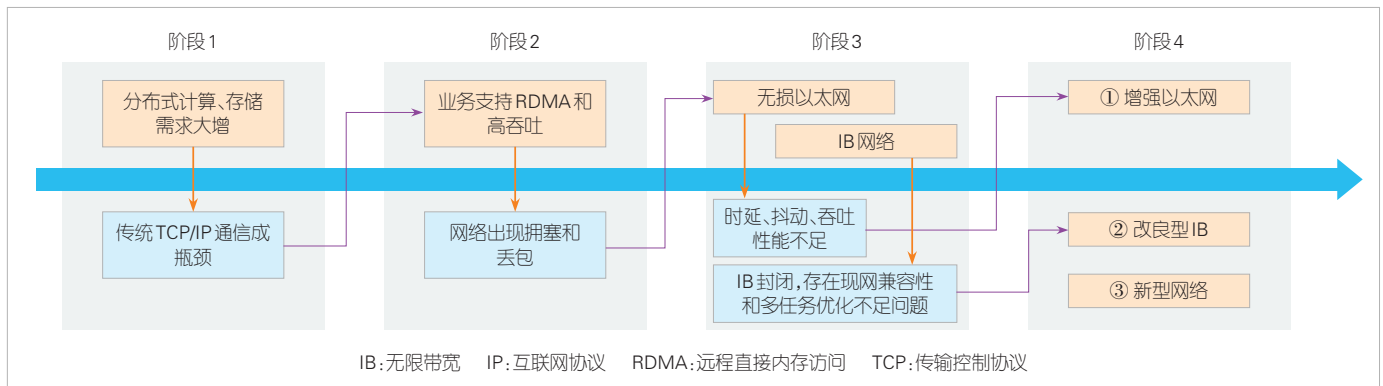 阶段1
阶段2
阶段3
阶段4
分布式计算、存储
需求大增
传统TCP/IP通信成
瓶颈
业务支持RDMA和
高吞吐
网络出现拥塞和
丢包
无损以太网
IB网络
时延、抖动、吞吐
性能不足
IB封闭,存在现网兼容性
和多任务优化不足问题
① 增强以太网
② 改良型IB
③ 新型网络
IB:无限带宽 IP:互联网协议 RDMA:远程直接内存访问 TCP:传输控制协议